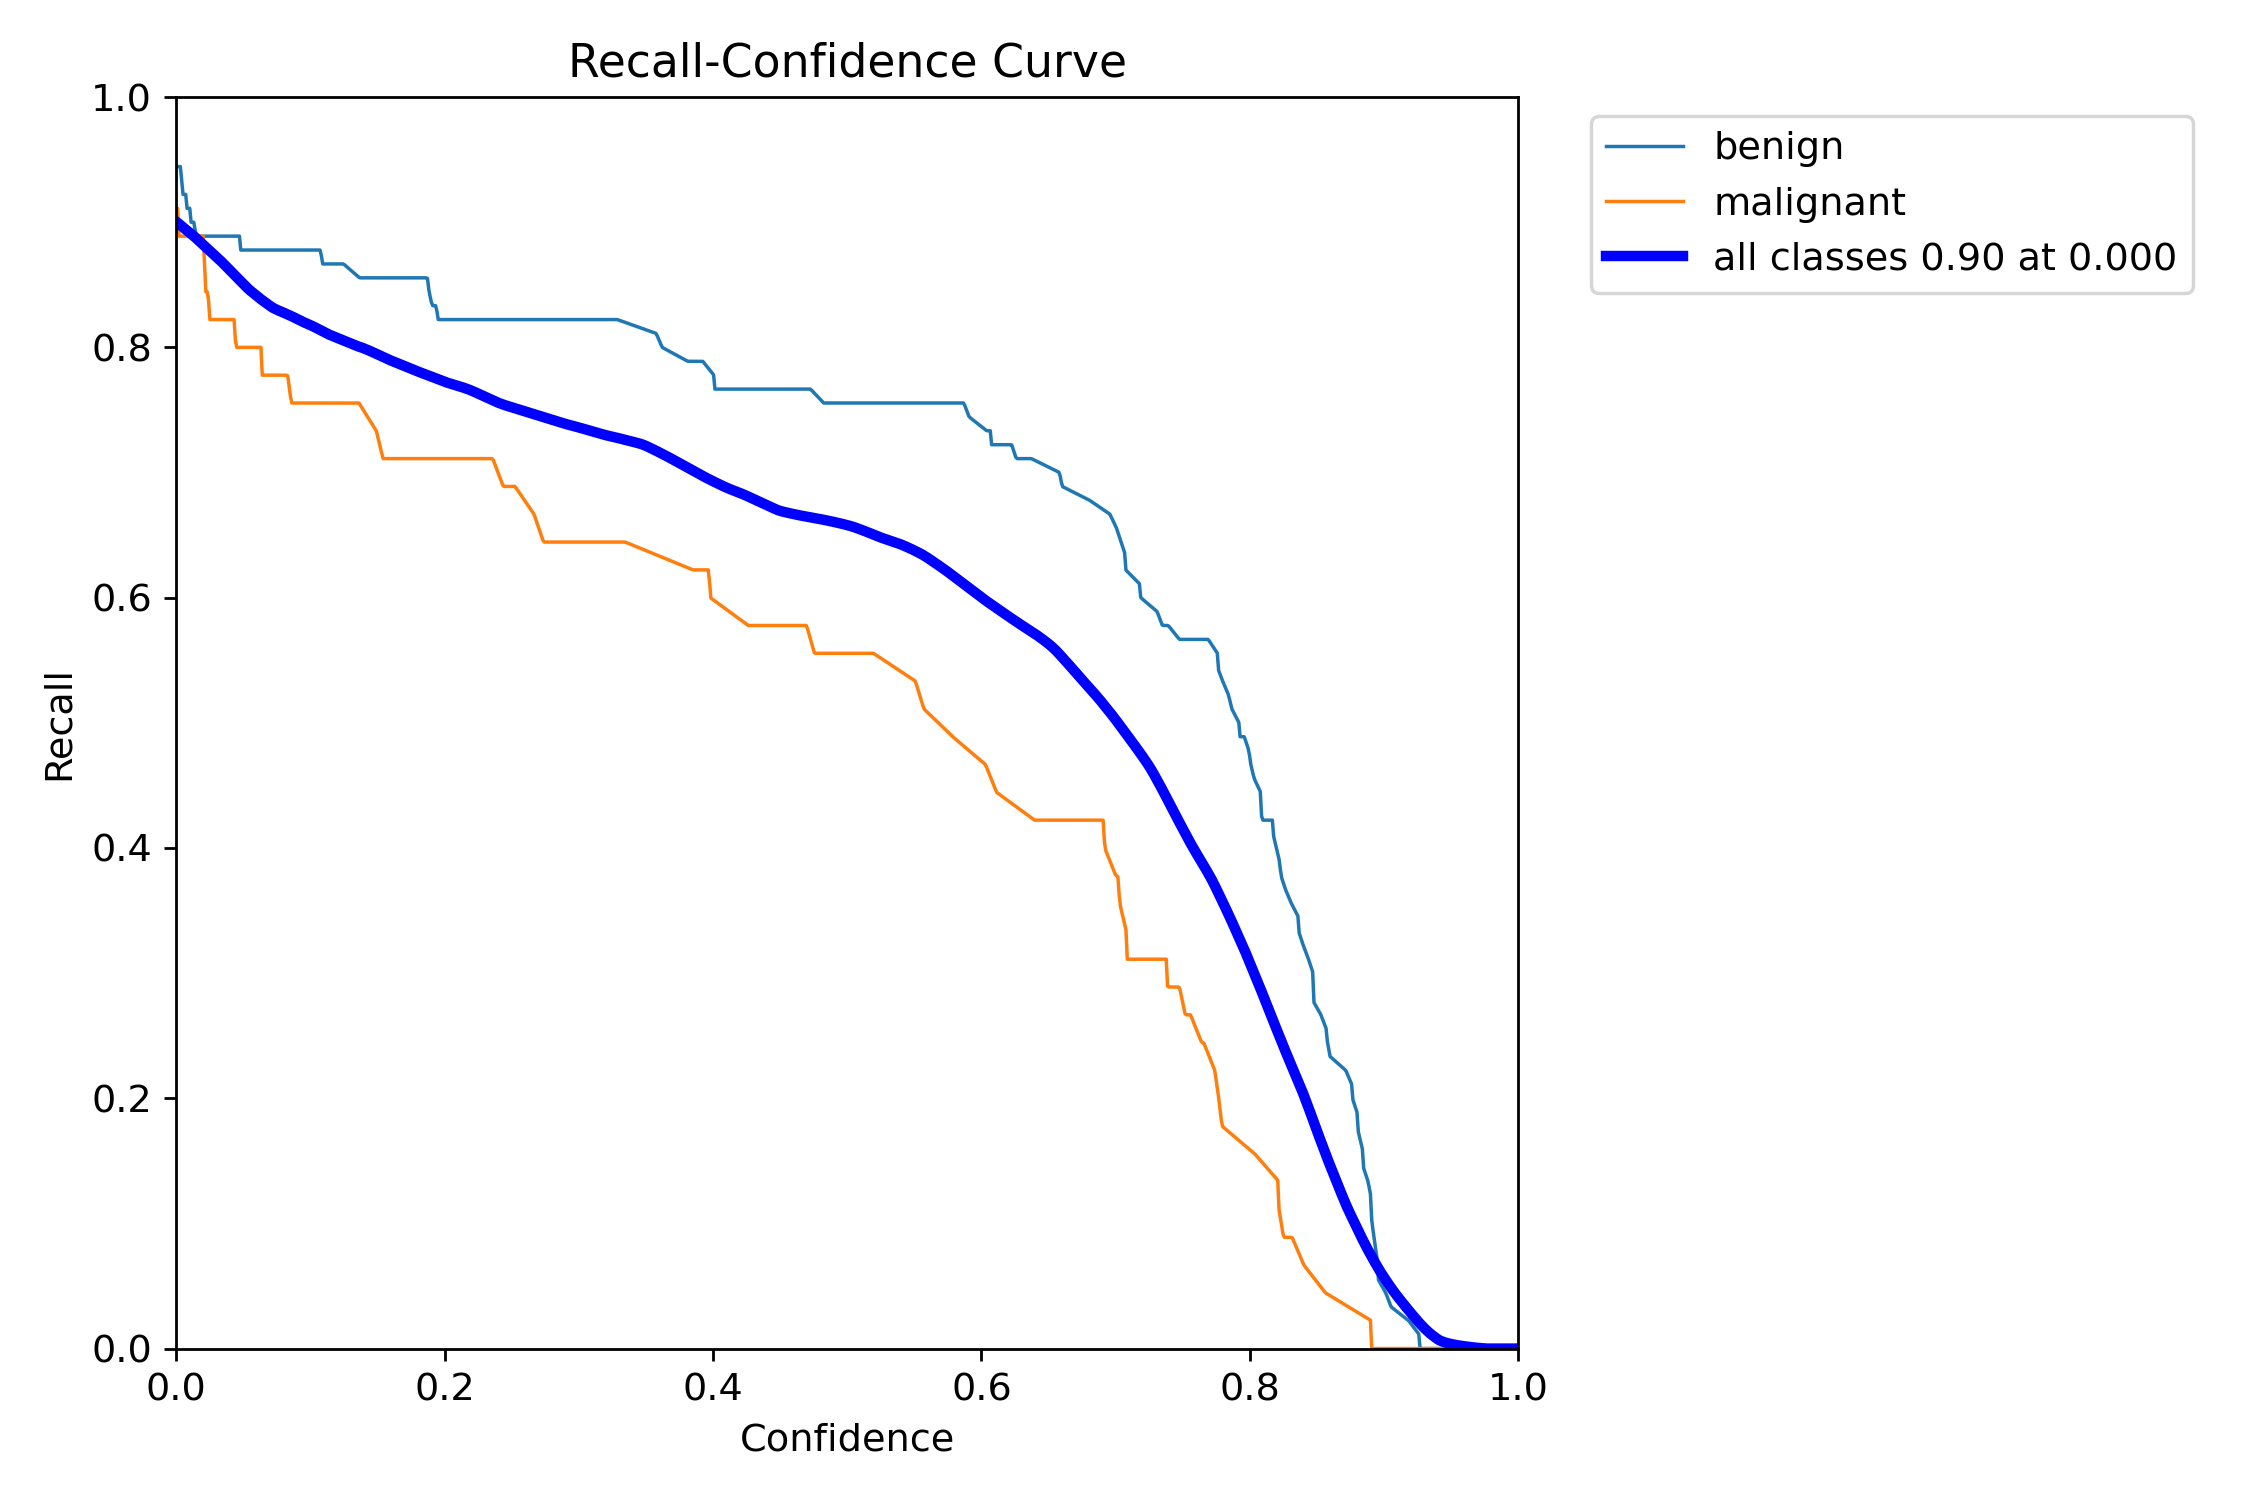 Recall-Confidence Curve
1.0
0.8
0.6
0.4
0.2
0.0
Recall
0.0 0.2 0.4 0.6 0.8 1.0
Confidence
benign
malignant
all classes 0.90 at 0.000